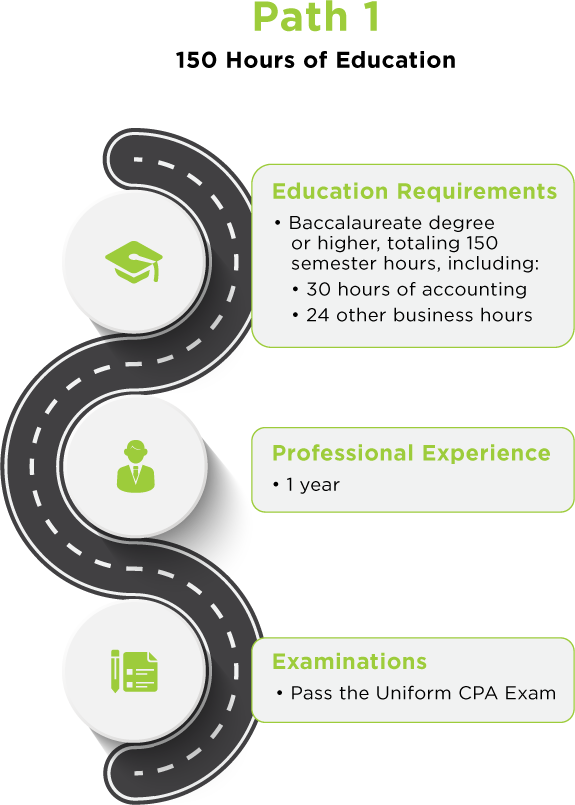 Path 1
150 Hours of Education
Education Requirements
• Baccalaureate degree
or higher, totaling 150
semester hours, including:
• 30 hours of accounting
• 24 other business hours
Professional Experience
• 1 year
Examinations
• Pass the Uniform CPA Exam